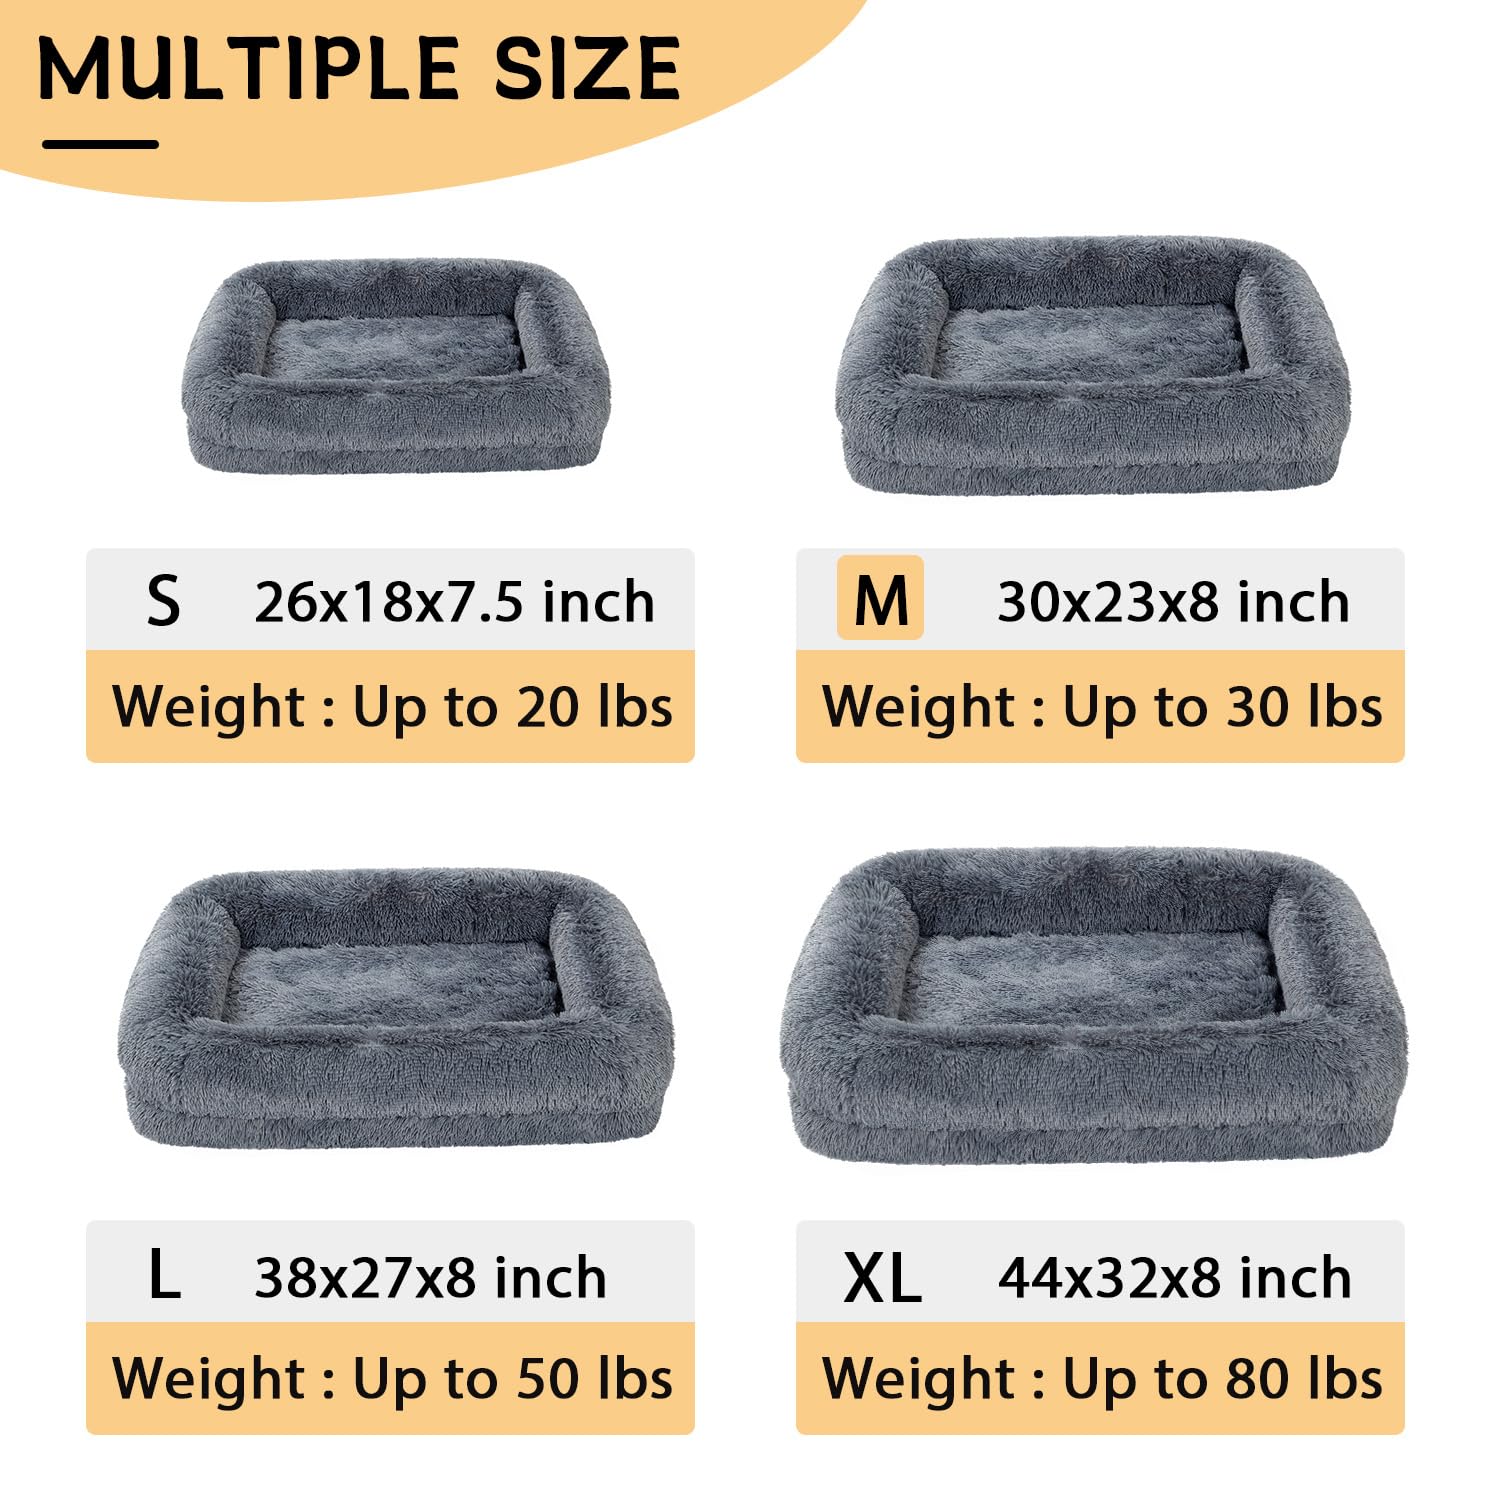 MULTIPLE SIZE
S 26x18x7.5 inch
Weight : Up to 20 lbs
M 30x23x8 inch
Weight : Up to 30 lbs
L 38x27x8 inch
Weight : Up to 50 lbs
XL 44x32x8 inch
Weight : Up to 80 lbs